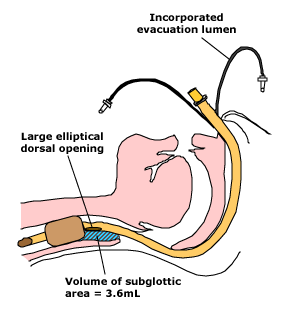 Incorporated
evacuation lumen
Large elliptical
dorsal opening
Volume of subglottic
area = 3.6mL